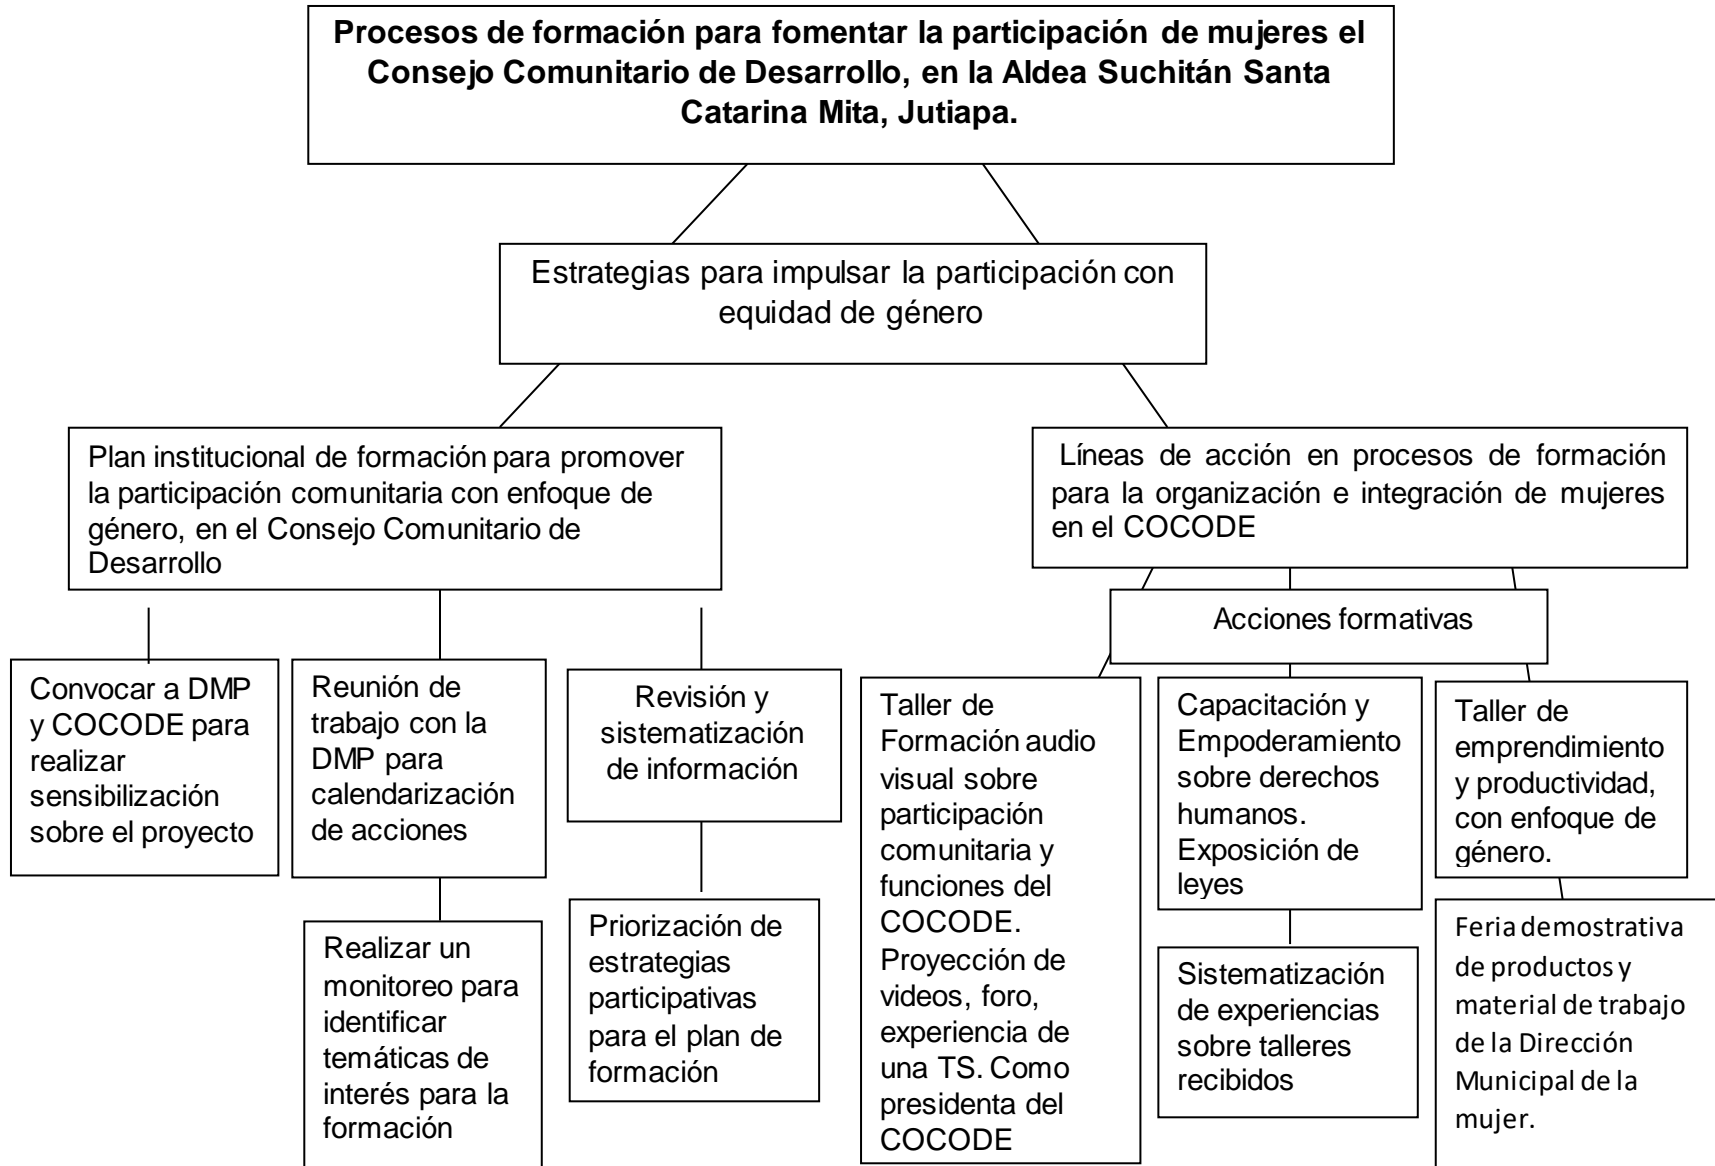 Procesos de formación para fomentar la participación de mujeres el
Consejo Comunitario de Desarrollo, en la Aldea Suchitán Santa
Catarina Mita, Jutiapa.
Estrategias para impulsar la participación con
equidad de género
Plan institucional de formación para promover
la participación comunitaria con enfoque de
género, en el Consejo Comunitario de
Desarrollo
Líneas de acción en procesos de formación
para la organización e integración de mujeres
en el COCODE
Acciones formativas
Convocar a DMP
y COCODE para
realizar
sensibilización
sobre el proyecto
Reunión de
trabajo con la
DMP para
calendarización
de acciones
Revisión y
sistematización
de información
Taller de
Formación audio
visual sobre
participación
comunitaria y
funciones del
COCODE.
Proyección de
videos, foro,
experiencia de
una TS. Como
presidenta del
COCODE
Capacitación y
Empoderamiento
sobre derechos
humanos.
Exposición de
leyes
Taller de
emprendimiento
y productividad,
con enfoque de
género.
Realizar un
monitoreo para
identificar
temáticas de
interés para la
formación
Priorización de
estrategias
participativas
para el plan de
formación
Sistematización
de experiencias
sobre talleres
recibidos
Feria demostrativa
de productos y
material de trabajo
de la Dirección
Municipal de la
mujer.